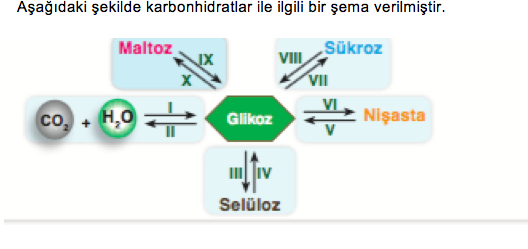 Aşağıdaki şekilde karbonhidratlar ile ilgili bir şema verilmiştir.
Maltoz IX VIII Sükroz
X VII
CO2 + H2O I II Glikoz VI V Nişasta
III IV
Selüloz